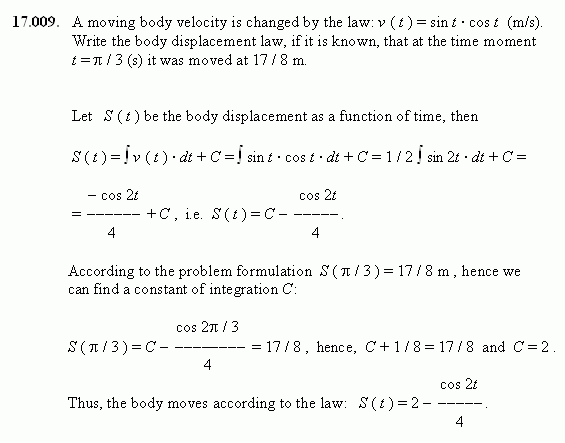 17.009. A moving body velocity is changed by the law: v ( t ) = sin t · cos t (m/s).
Write the body displacement law, if it is known, that at the time moment
t = π / 3 (s) it was moved at 17 / 8 m.
Let S ( t ) be the body displacement as a function of time, then
S ( t ) = ∫ v ( t ) · dt + C = ∫ sin t · cos t · dt + C = 1 / 2 ∫ sin 2t · dt + C =
– cos 2t cos 2t
= –––––– + C , i.e. S ( t ) = C – ––––– .
4 4
According to the problem formulation S ( π / 3 ) = 17 / 8 m , hence we
can find a constant of integration C:
cos 2π / 3
S ( π / 3 ) = C – –––––––– = 17 / 8 , hence, C + 1 / 8 = 17 / 8 and C = 2 .
4
cos 2t
Thus, the body moves according to the law: S ( t ) = 2 – ––––– .
4